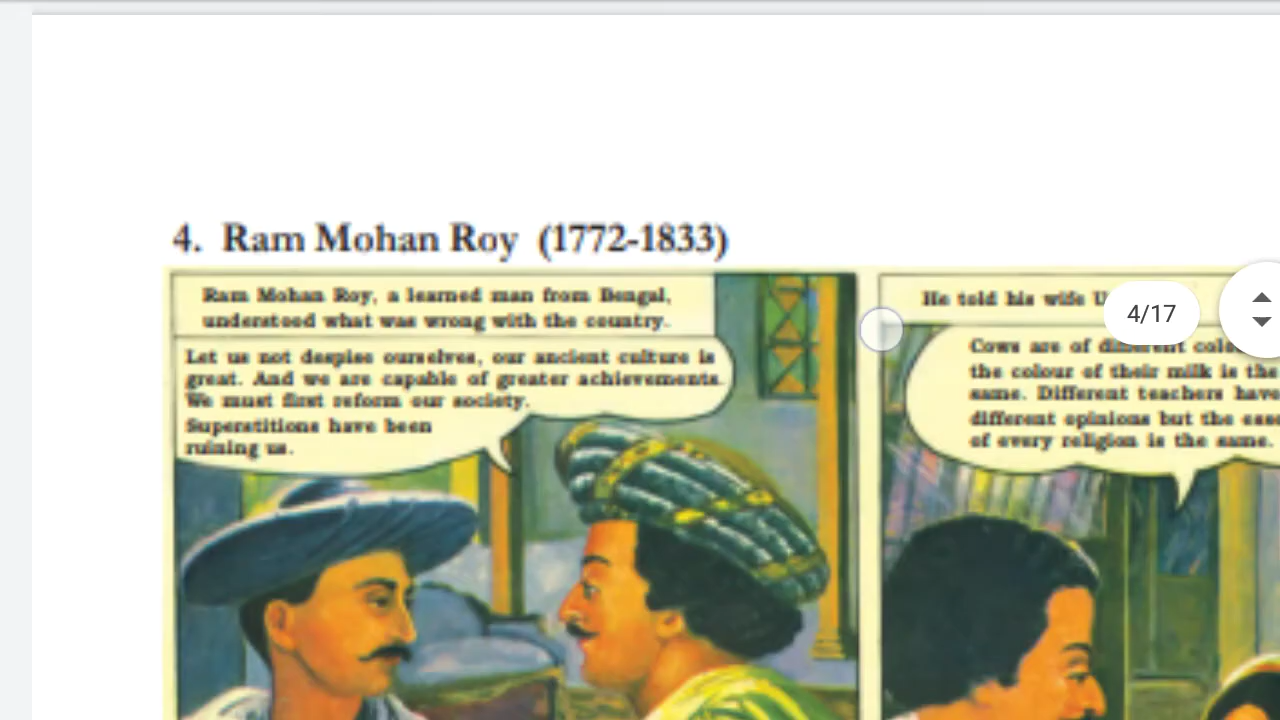 4. Ram Mohan Roy (1772-1833)
Ram Mohan Roy, a learned man from Bengal,
understood what was wrong with the country.
Let us not despise ourselves, our ancient culture is
great. And we are capable of greater achievements.
We must first reform our society.
Superstitions have been
ruining us.
He told his wife U
4/17
Cows are of different
the colour of their milk is the
same. Different teachers have
different opinions but the
of every religion is the same.